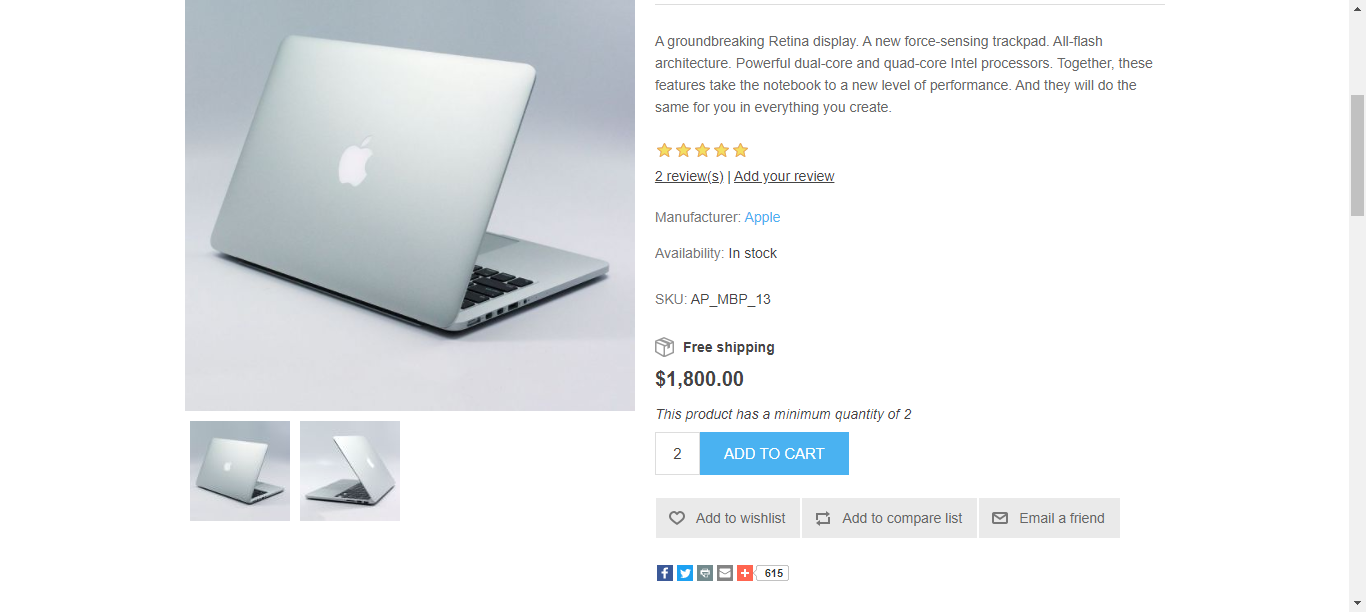 A groundbreaking Retina display. A new force-sensing trackpad. All-flash
architecture. Powerful dual-core and quad-core Intel processors. Together, these
features take the notebook to a new level of performance. And they will do the
same for you in everything you create.
2 review(s) | Add your review
Manufacturer: Apple
Availability: In stock
SKU: AP_MBP_13
Free shipping
$1,800.00
This product has a minimum quantity of 2
2 ADD TO CART
Add to wishlist Add to compare list Email a friend
615